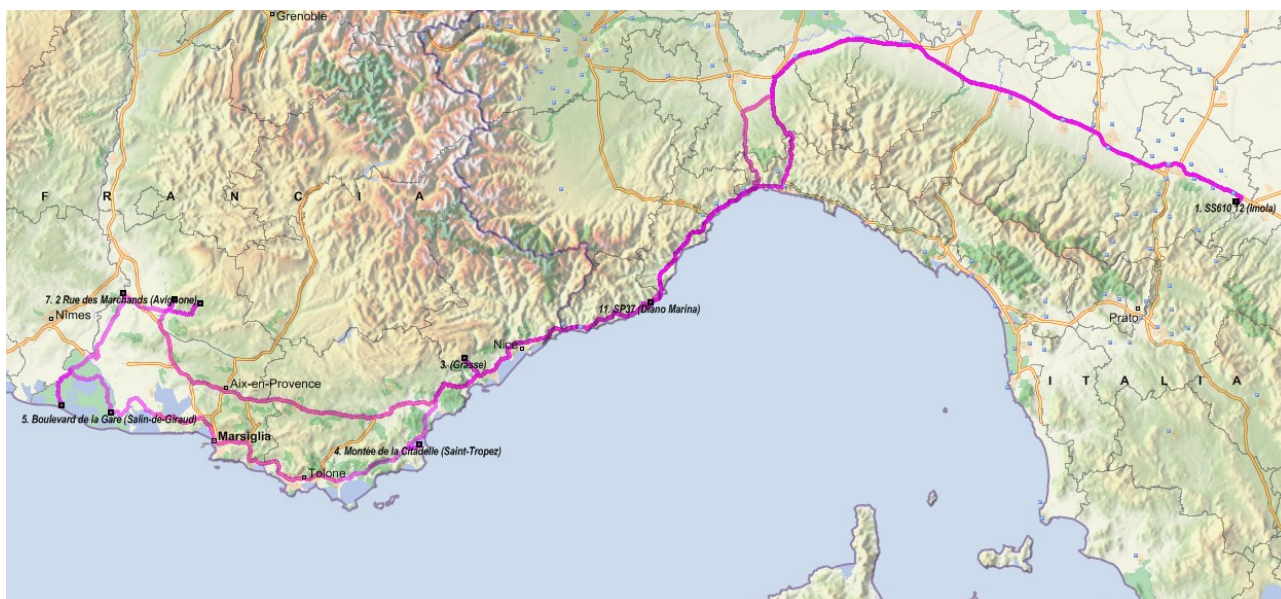 Grenoble
F R A N C I A
1. SS610 12 (Imola)
7. 2 Rue des Marchands (Avignone)
11. SP37 (Diano Marina)
Nîmes
Prato
Nice
3. (Grasse)
Aix-en-Provence
I T A L I A
5. Boulevard de la Gare (Salin-de-Giraud)
Marsiglia
4. Montée de la Citadelle (Saint-Tropez)
Tolone